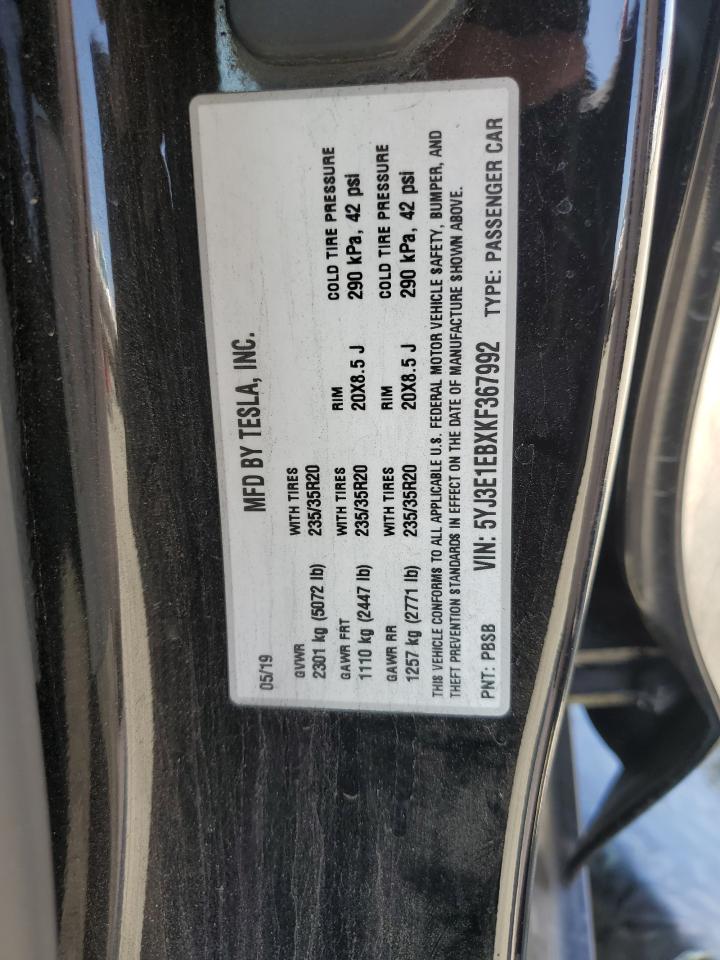 MFD BY TESLA, INC.
05/19
GVWR WITH TIRES
2301 kg (5072 lb) 235/35R20
GAWR FRT WITH TIRES RIM COLD TIRE PRESSURE
1110 kg (2447 lb) 235/35R20 20X8.5 J 290 kPa, 42 psi
GAWR RR WITH TIRES RIM COLD TIRE PRESSURE
1257 kg (2771 lb) 235/35R20 20X8.5 J 290 kPa, 42 psi
THIS VEHICLE CONFORMS TO ALL APPLICABLE U.S. FEDERAL MOTOR VEHICLE SAFETY, BUMPER, AND
THEFT PREVENTION STANDARDS IN EFFECT ON THE DATE OF MANUFACTURE SHOWN ABOVE.
PNT: PBSB VIN: 5YJ3E1EBXKF367992 TYPE: PASSENGER CAR